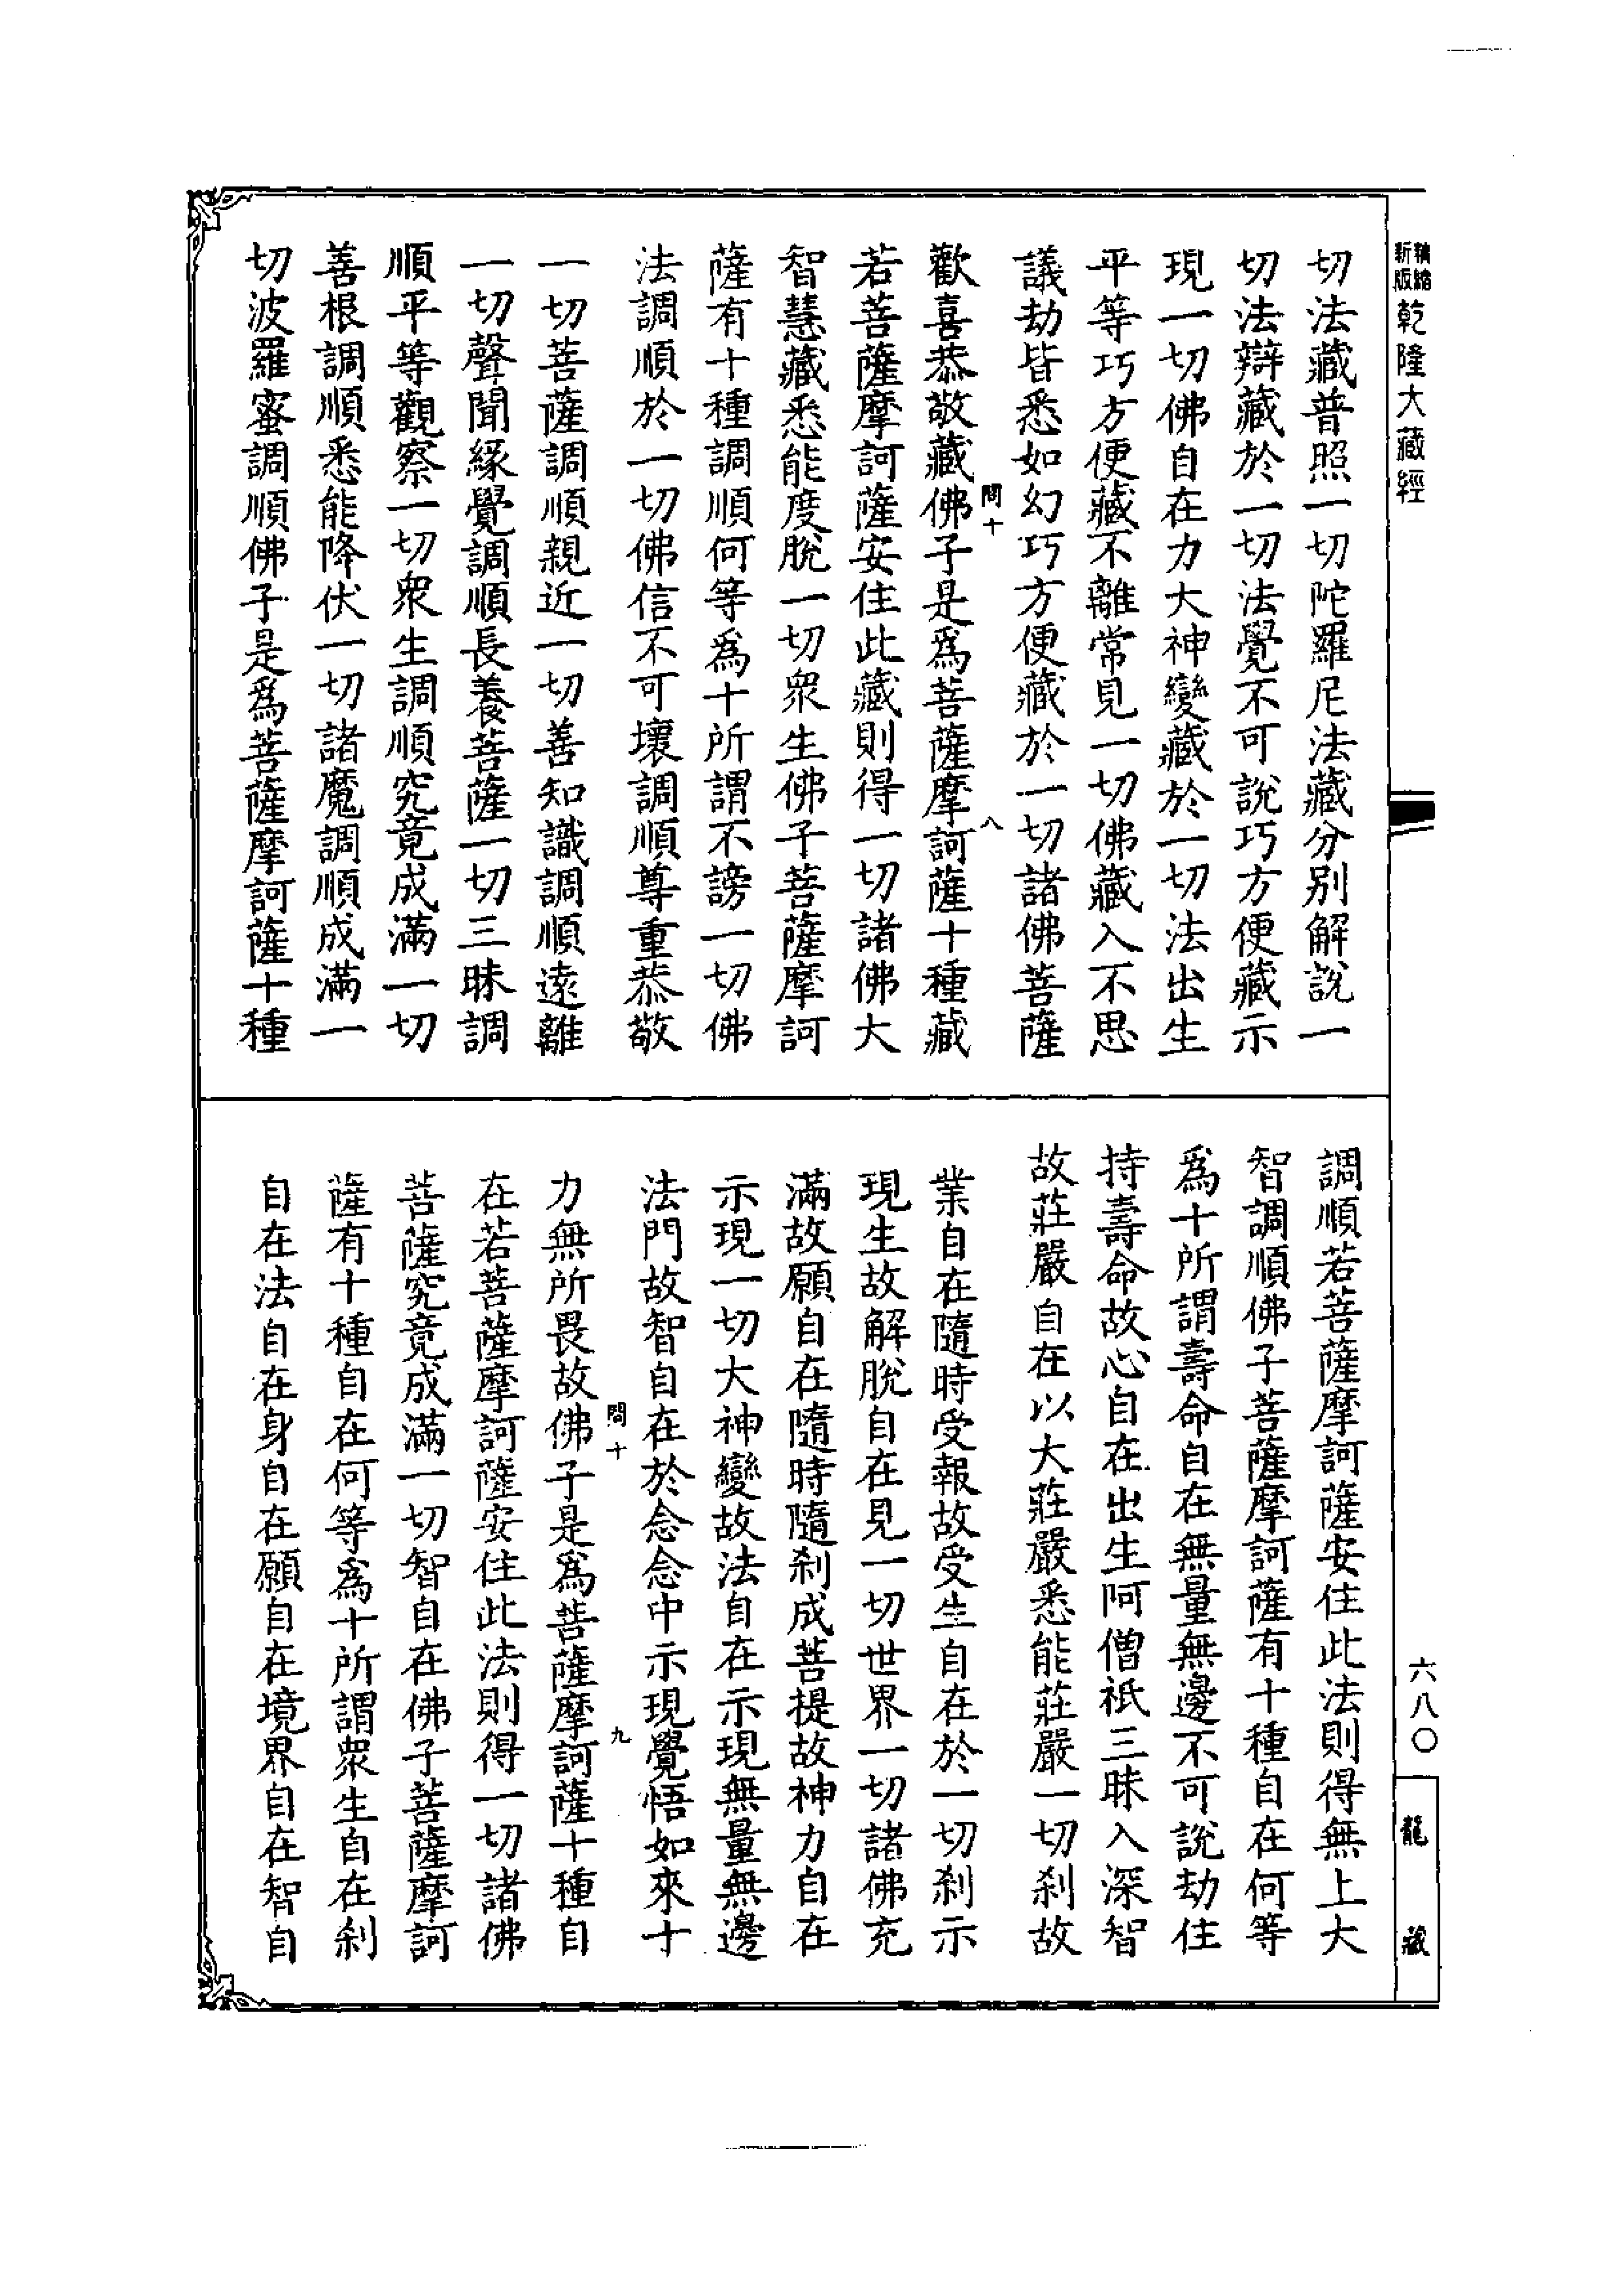 精縮新版乾隆大藏經
切法藏普照一切陀羅尼法藏分別解說一
切法辯藏於一切法覺不可說巧方便藏示
現一切佛自在力大神變藏於一切法出生
平等巧方便藏不離常見一切佛藏入不思
議劫皆悉如幻巧方便藏於一切諸佛菩薩
問十
八
歡喜恭敬藏佛子是爲菩薩摩訶薩十種藏
若菩薩摩訶薩安住此藏則得一切諸佛大
智慧藏悉能度脫一切衆生佛子菩薩摩訶
薩有十種調順何等爲十所謂不謗一切佛
法調順於一切佛信不可壞調順尊重恭敬
一切菩薩調順親近一切善知識調順遠離
一切聲聞緣覺調順長養菩薩一切三昧調
順平等觀察一切衆生調順究竟成滿一切
善根調順悉能降伏一切諸魔調順成滿一
切波羅蜜調順佛子是爲菩薩摩訶薩十種
調順若菩薩摩訶薩安住此法則得無上大
智調順佛子菩薩摩訶薩有十種自在何等
爲十所謂壽命自在無量無邊不可說劫住
持壽命故心自在出生阿僧祇三昧入深智
故莊嚴自在以大莊嚴悉能莊嚴一切刹故
業自在隨時受報故受生自在於一切刹示
現生故解脫自在見一切世界一切諸佛充
滿故願自在隨時隨刹成菩提故神力自在
示現一切大神變故法自在示現無量無邊
法門故智自在於念念中示現覺悟如來十
問十
九
力無所畏故佛子是爲菩薩摩訶薩十種自
在若菩薩摩訶薩安住此法則得一切諸佛
菩薩究竟成滿一切智自在佛子菩薩摩訶
薩有十種自在何等爲十所謂衆生自在刹
自在法自在身自在願自在境界自在智自
六八〇
龍藏